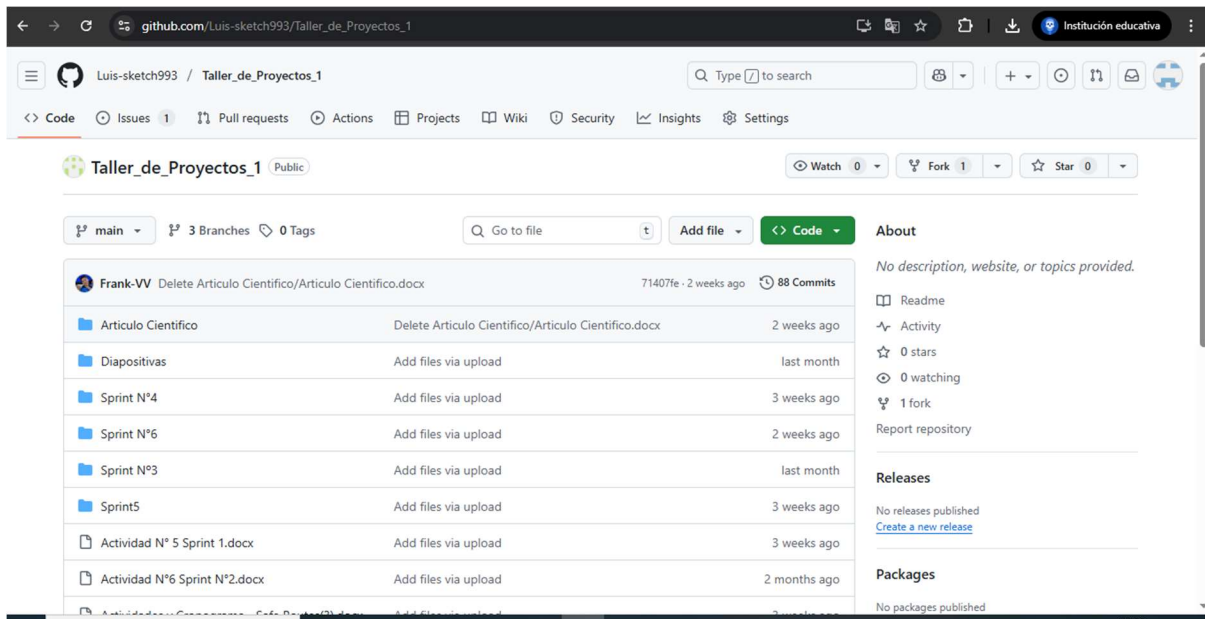 github.com/Luis-sketch993/Taller_de_Proyectos_1
Institución educativa
Luis-sketch993 / Taller_de_Proyectos_1
Type / to search
<> Code
Issues 1
Pull requests
Actions
Projects
Wiki
Security
Insights
Settings
Taller_de_Proyectos_1 Public
Watch 0
Fork 1
Star 0
main
3 Branches
0 Tags
Go to file
t
Add file
<> Code
Frank-VV Delete Articulo Cientifico/Articulo Cientifico.docx 71407fe · 2 weeks ago 88 Commits
Articulo Cientifico Delete Articulo Cientifico/Articulo Cientifico.docx 2 weeks ago
Diapositivas Add files via upload last month
Sprint N°4 Add files via upload 3 weeks ago
Sprint N°6 Add files via upload 2 weeks ago
Sprint Nº3 Add files via upload last month
Sprint5 Add files via upload 3 weeks ago
Actividad N° 5 Sprint 1.docx Add files via upload 3 weeks ago
Actividad N°6 Sprint N°2.docx Add files via upload 2 months ago
About
No description, website, or topics provided.
Readme
Activity
0 stars
0 watching
1 fork
Report repository
Releases
No releases published
Create a new release
Packages
No packages published